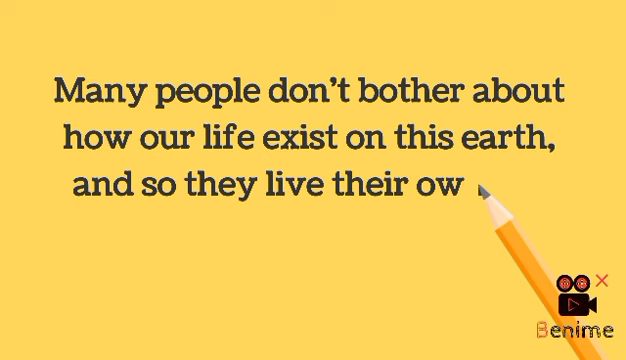 Many people don't bother about
how our life exist on this earth,
and so they live their ow
Benime